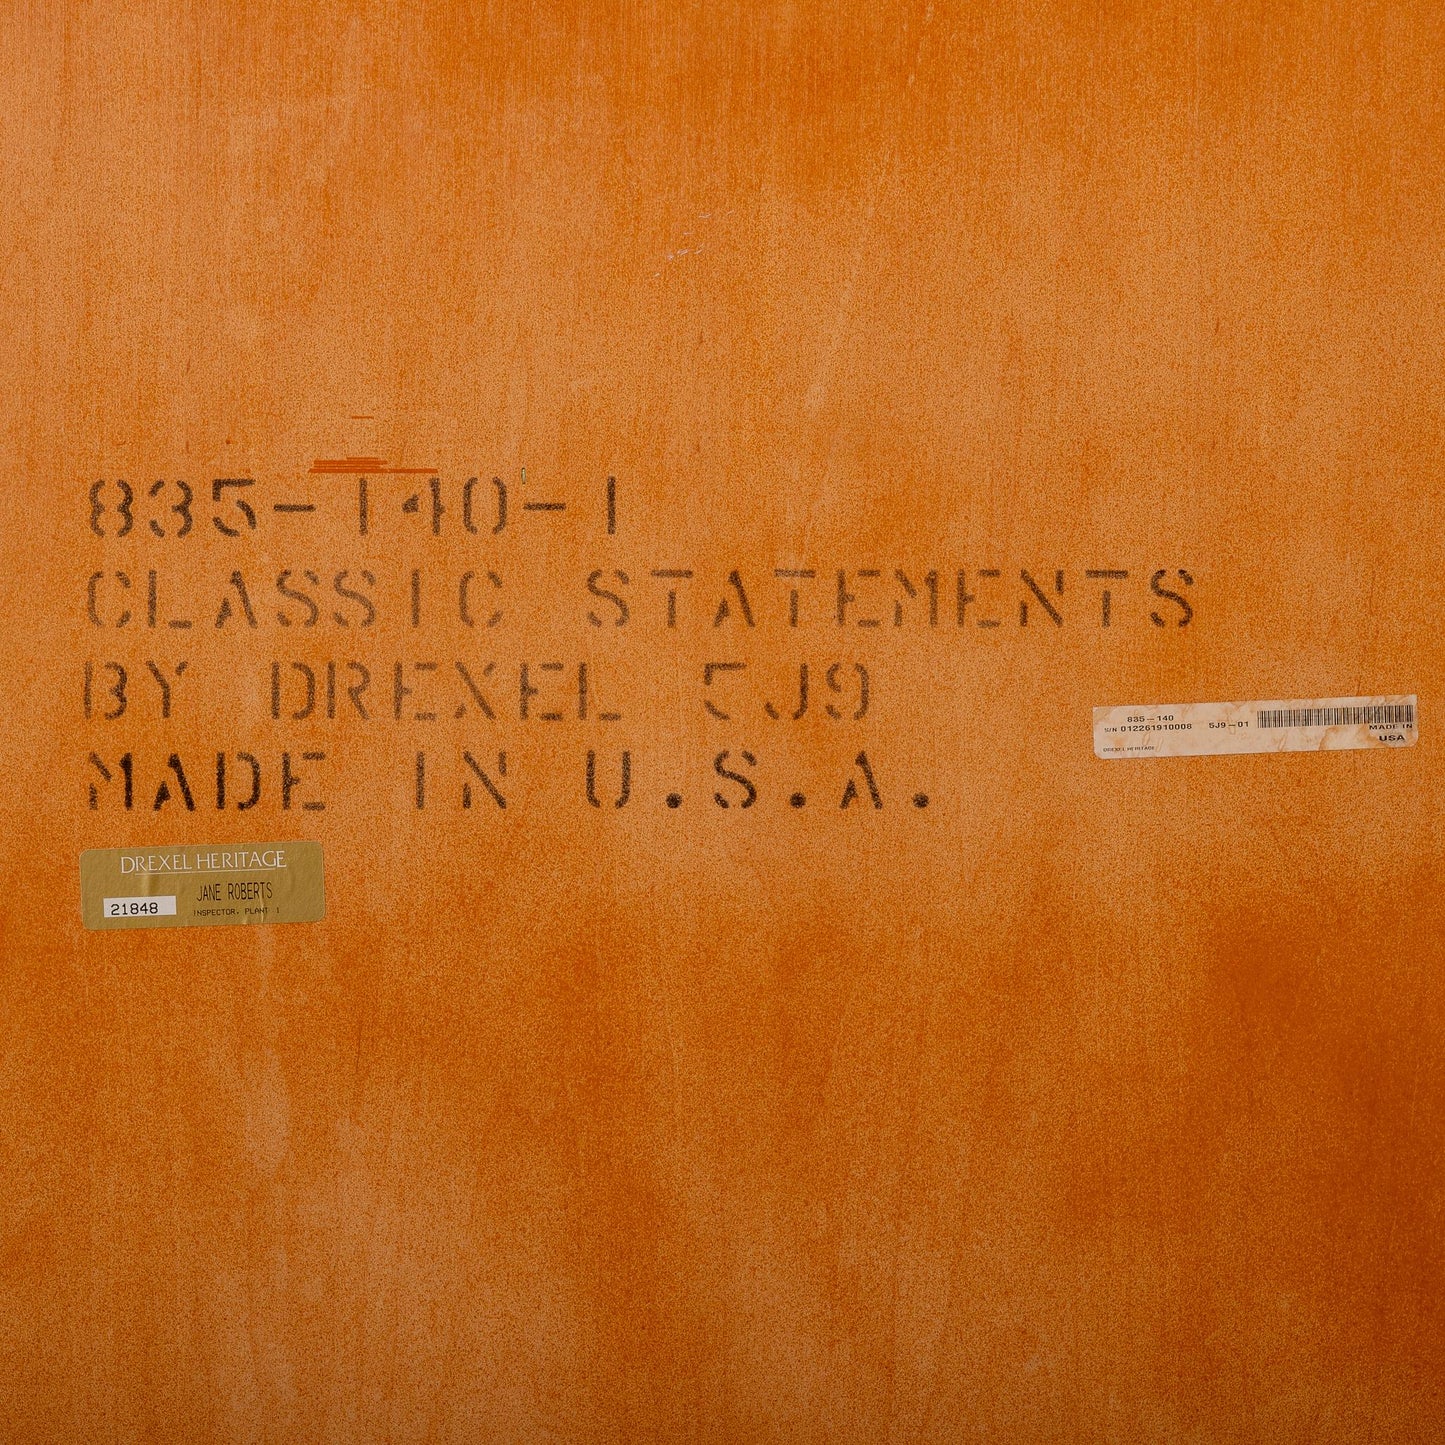 835-140-1
CLASSIC STATEMENTS
BY DREXEL 5J9
MADE IN U.S.A.
835-140
S/N 012261910008 5J9-01
MADE IN
USA
DREXEL HERITAGE
DREXEL HERITAGE
JANE ROBERTS
21848 INSPECTOR, PLANT 1